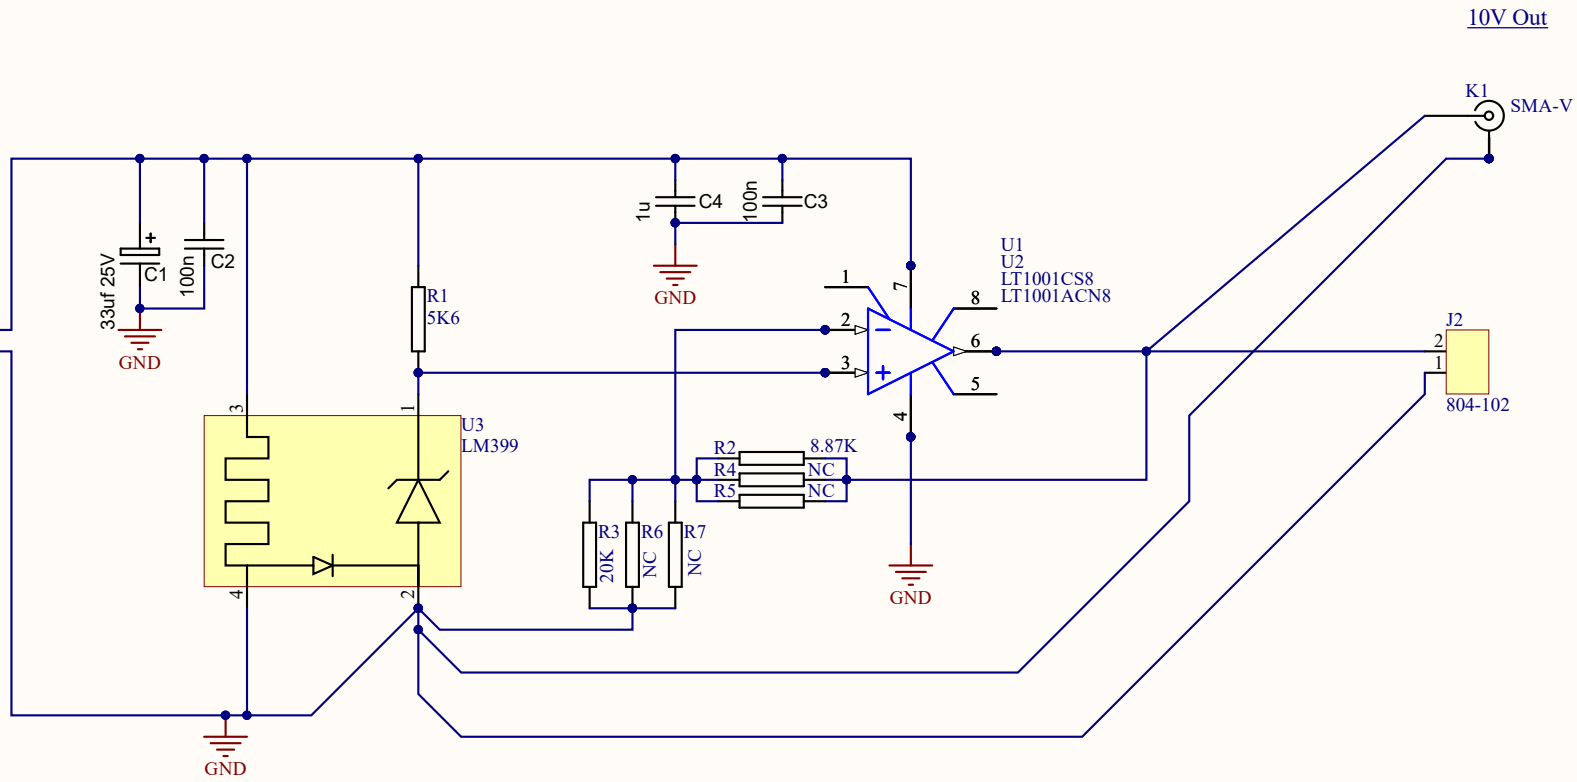 10V Out
K1
SMA-V
1u
C4
100n
C3
33uf 25V
C1
100n
C2
GND
GND
R1
5K6
U1
U2
LT1001CS8
LT1001ACN8
1
7
8
2
6
3
5
4
J2
2
1
804-102
3
1
U3
LM399
4
2
R2
8.87K
R4
NC
R5
NC
R3
20K
R6
NC
R7
NC
GND
GND